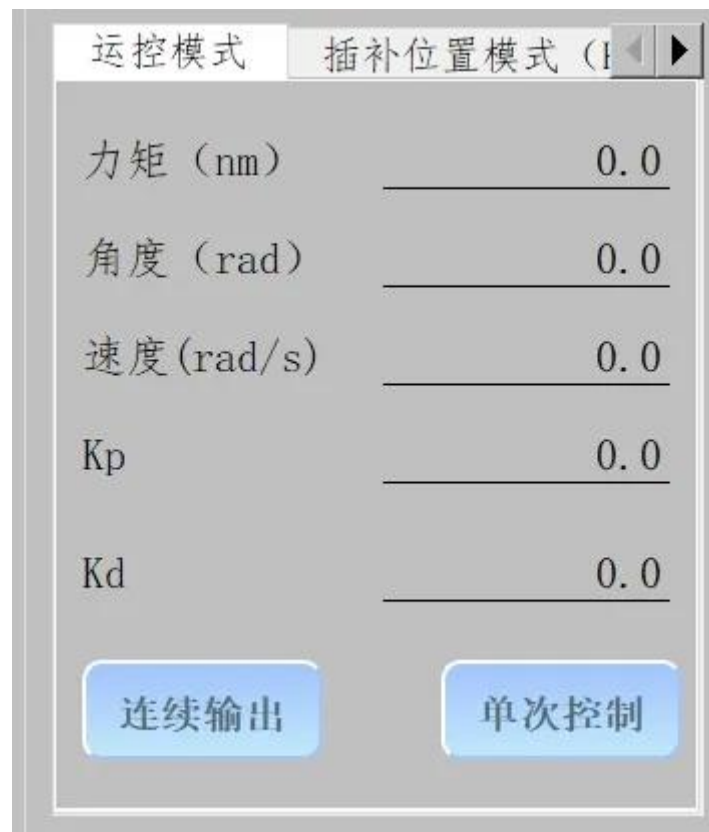 运控模式 插补位置模式（
力矩（nm） 0.0
角度（rad） 0.0
速度(rad/s) 0.0
Kp 0.0
Kd 0.0
连续输出 单次控制